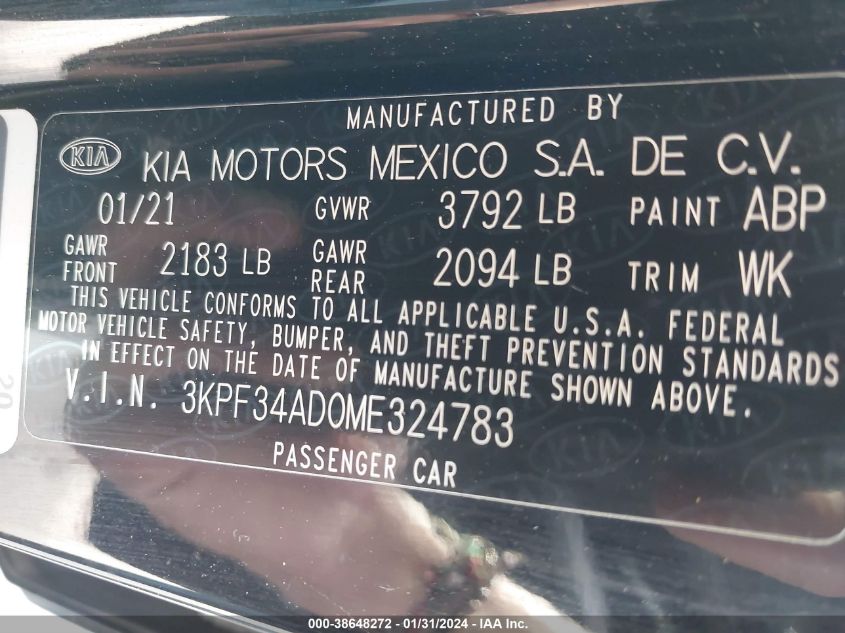 MANUFACTURED BY
KIA KIA MOTORS MEXICO S.A. DE C.V.
01/21 GVWR 3792 LB PAINT ABP
GAWR FRONT 2183 LB GAWR REAR 2094 LB TRIM WK
THIS VEHICLE CONFORMS TO ALL APPLICABLE U.S.A. FEDERAL
MOTOR VEHICLE SAFETY, BUMPER, AND THEFT PREVENTION STANDARDS
IN EFFECT ON THE DATE OF MANUFACTURE SHOWN ABOVE.
V.I.N. 3KPF34AD0ME324783
PASSENGER CAR
20
000-38648272 - 01/31/2024 - IAA Inc.